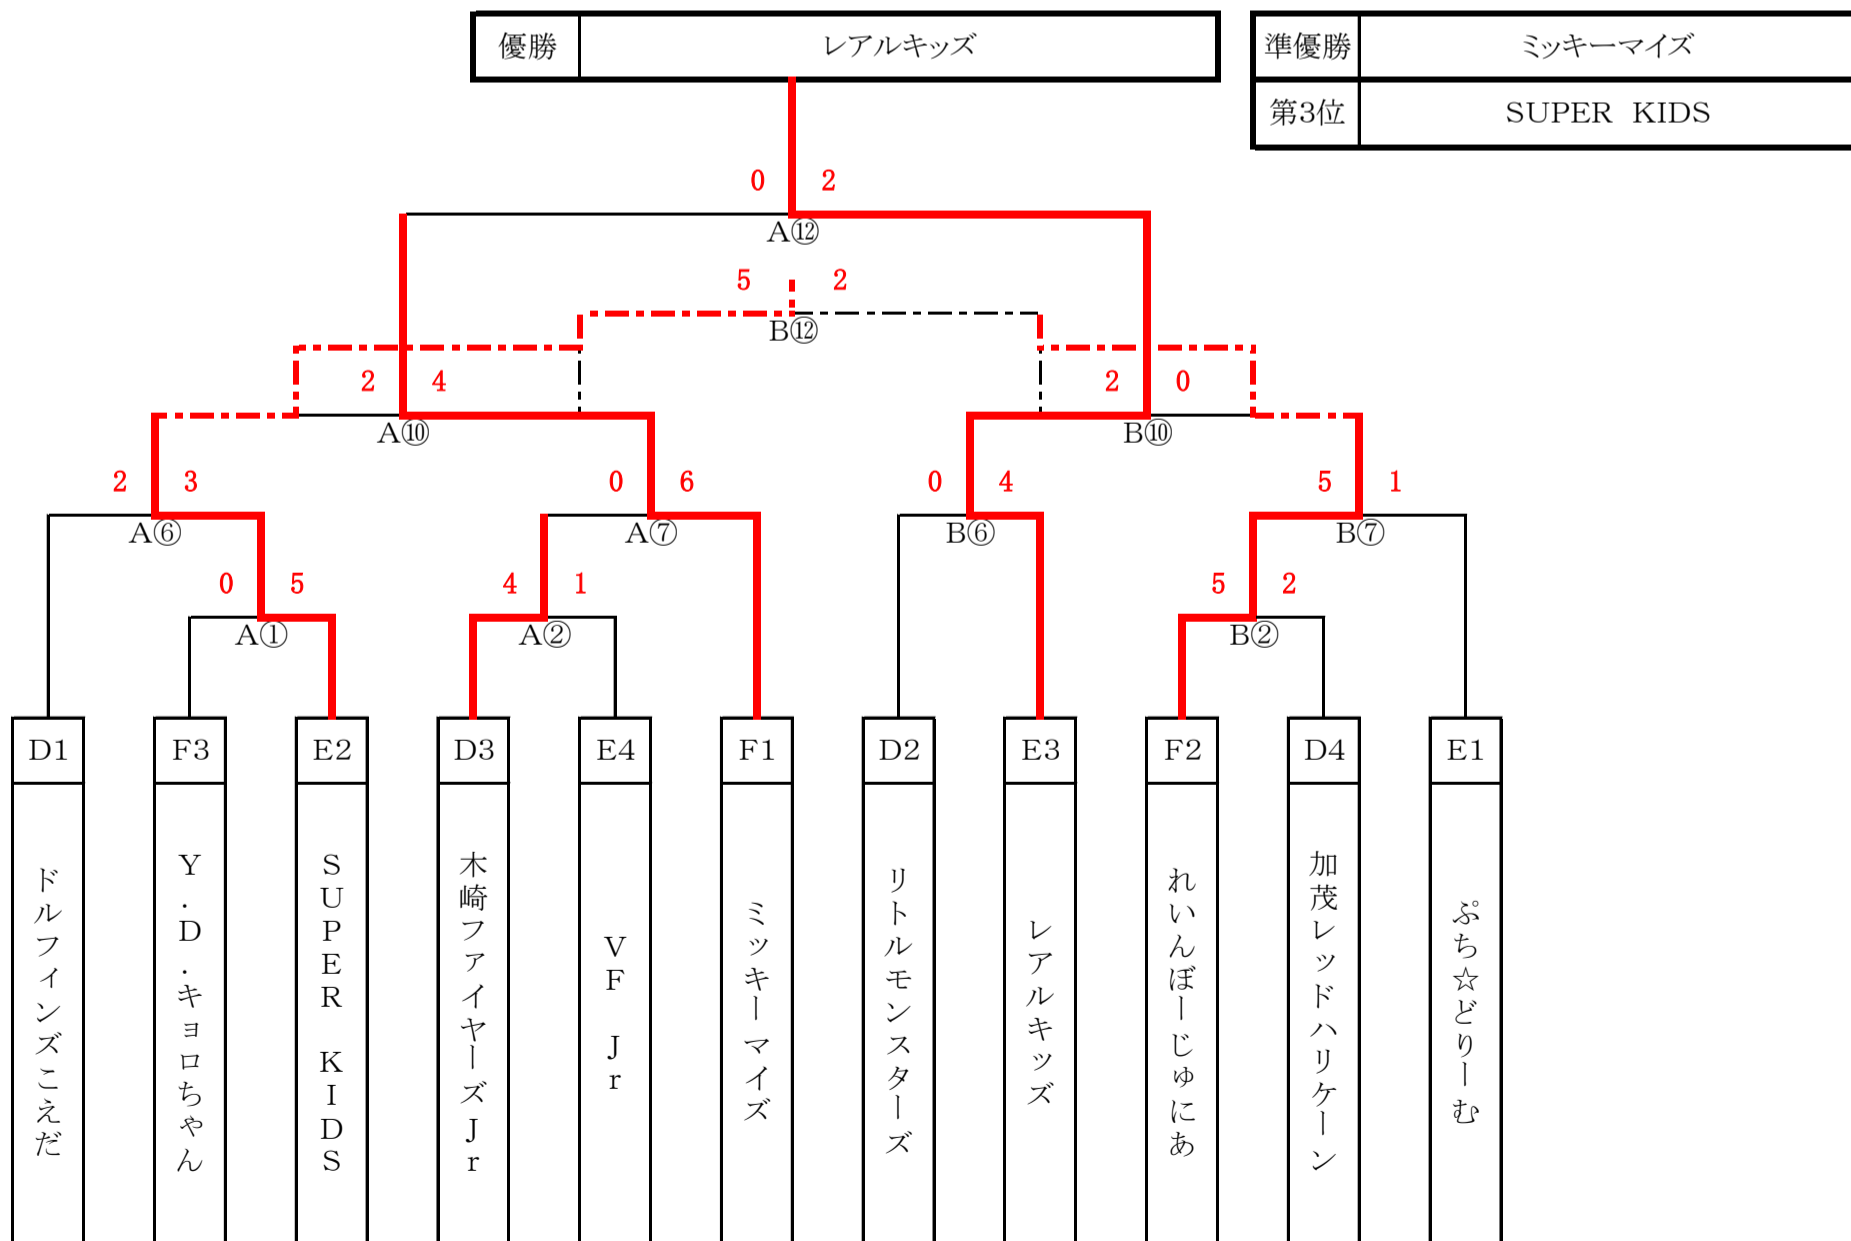 優勝 レアルキッズ
準優勝 ミッキーマイズ
第3位 SUPER KIDS
0 2
A⑫
5 2
B⑫
2 4
2 0
A⑩
B⑩
2 3
0 6
0 4
5 1
A⑥
A⑦
B⑥
B⑦
0 5
4 1
5 2
A①
A②
B②
D1 F3 E2 D3 E4 F1 D2 E3 F2 D4 E1
ドルフィンズこえだ
Y.D.キョロちゃん
SUPER KIDS
木崎ファイヤーズJr
VF Jr
ミッキーマイズ
リトルモンスターズ
レアルキッズ
れいんぼーじゅにあ
加茂レッドハリケーン
ぷち☆どりーむ